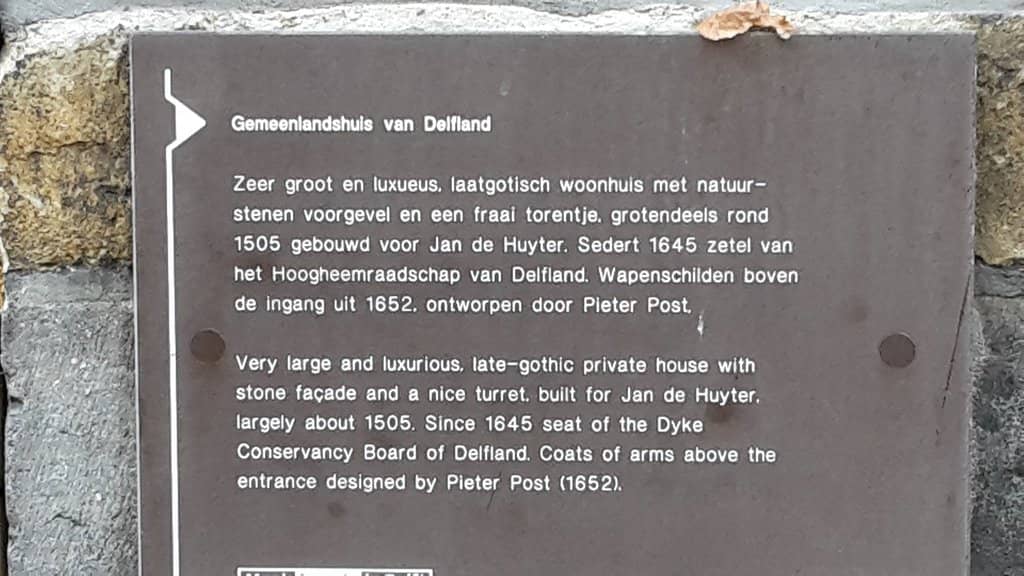 Gemeenlandshuis van Delfland
Zeer groot en luxueus, laatgotisch woonhuis met natuur-
stenen voorgevel en een fraai torentje, grotendeels rond
1505 gebouwd voor Jan de Huyter. Sedert 1645 zetel van
het Hoogheemraadschap van Delfland. Wapenschilden boven
de ingang uit 1652, ontworpen door Pieter Post.
Very large and luxurious, late-gothic private house with
stone façade and a nice turret, built for Jan de Huyter,
largely about 1505. Since 1645 seat of the Dyke
Conservancy Board of Delfland. Coats of arms above the
entrance designed by Pieter Post (1652).